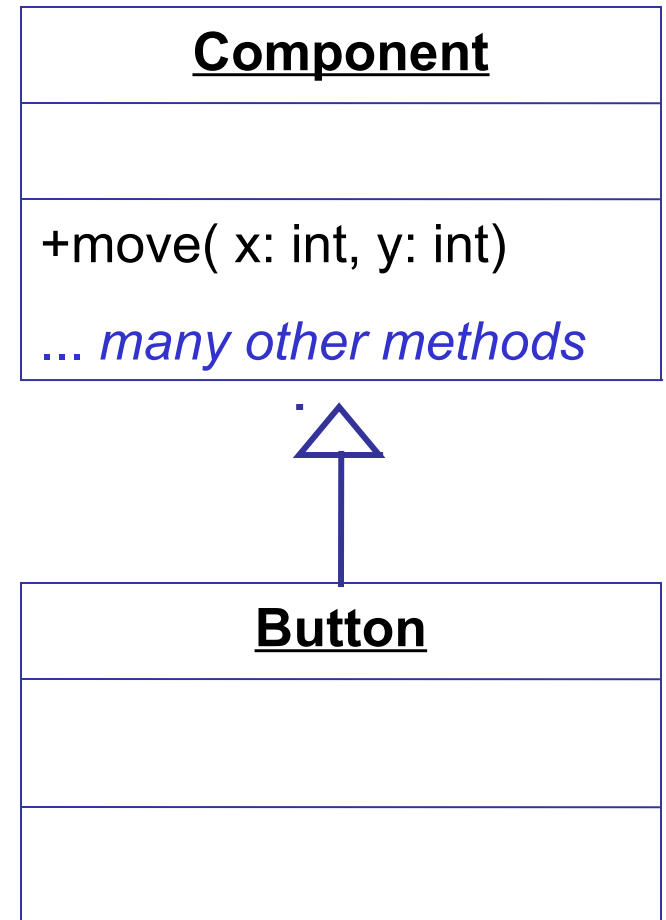 Component
+move( x: int, y: int)
... many other methods
Button